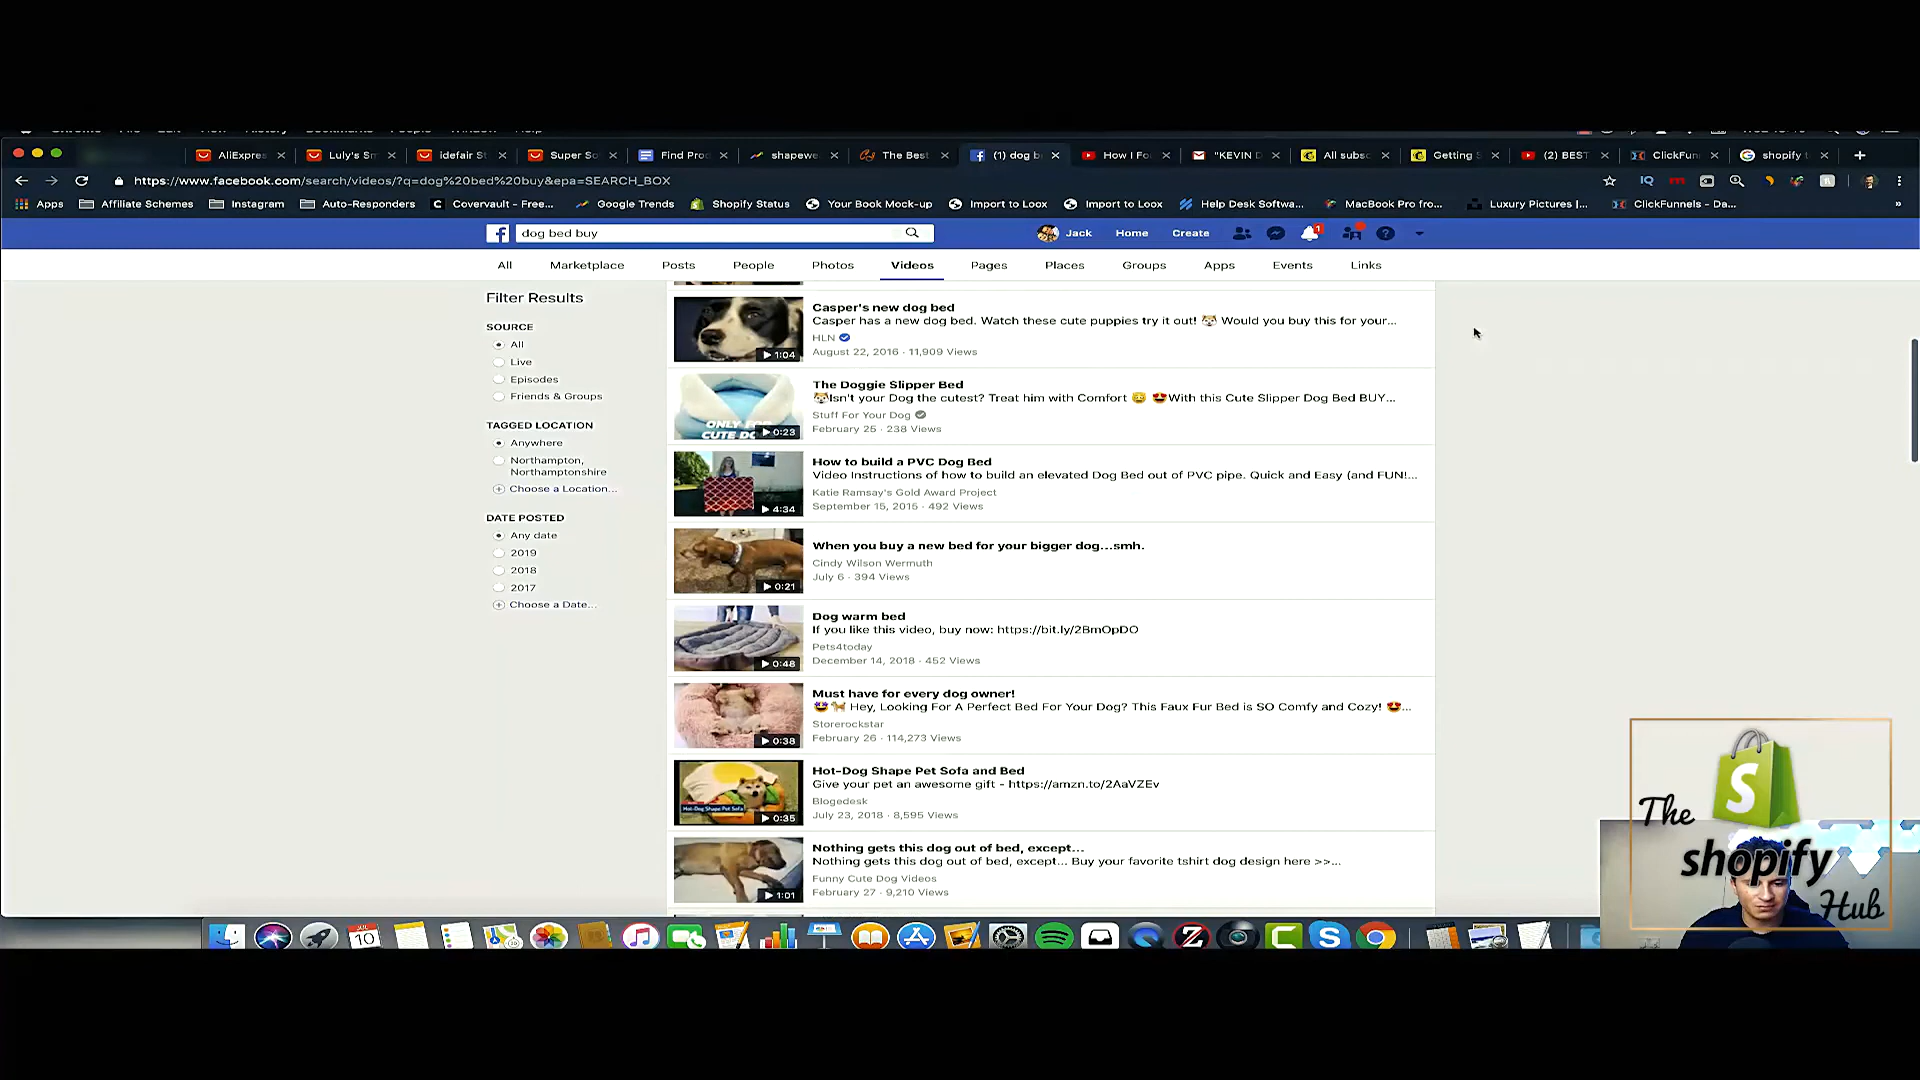 AliExpre
Luly's Sm
idefair St
Super So
Find Pro
shapewe
The Best
(1) dog b
How I Fo
"KEVIN D
All subsc
Getting S
(2) BEST
ClickFun
shopify t
https://www.facebook.com/search/videos/?q=dog%20bed%20buy&epa=SEARCH_BOX
Apps
Affiliate Schemes
Instagram
Auto-Responders
Covervault - Free...
Google Trends
Shopify Status
Your Book Mock-up
Import to Loox
Import to Loox
Help Desk Softwa...
MacBook Pro fro...
Luxury Pictures |...
ClickFunnels - Da...
dog bed buy
Jack
Home
Create
1
All
Marketplace
Posts
People
Photos
Videos
Pages
Places
Groups
Apps
Events
Links
Filter Results
SOURCE
All
Live
Episodes
Friends & Groups
TAGGED LOCATION
Anywhere
Northampton,
Northamptonshire
Choose a Location...
DATE POSTED
Any date
2019
2018
2017
Choose a Date...
Casper's new dog bed
Casper has a new dog bed. Watch these cute puppies try it out! 🐶 Would you buy this for your...
HLN
August 22, 2016 · 11,909 Views
1:04
The Doggie Slipper Bed
🐶Isn't your Dog the cutest? Treat him with Comfort 😊 😍With this Cute Slipper Dog Bed BUY...
Stuff For Your Dog
February 25 · 238 Views
ONLY FOR
CUTE DO
0:23
How to build a PVC Dog Bed
Video Instructions of how to build an elevated Dog Bed out of PVC pipe. Quick and Easy (and FUN!...
Katie Ramsay's Gold Award Project
September 15, 2015 · 492 Views
4:34
When you buy a new bed for your bigger dog...smh.
Cindy Wilson Wermuth
July 6 · 394 Views
0:21
Dog warm bed
If you like this video, buy now: https://bit.ly/2BmOpDO
Pets4today
December 14, 2018 · 452 Views
0:48
Must have for every dog owner!
🤩🐕 Hey, Looking For A Perfect Bed For Your Dog? This Faux Fur Bed is SO Comfy and Cozy! 😍...
Storerockstar
February 26 · 114,273 Views
0:38
Hot-Dog Shape Pet Sofa and Bed
Give your pet an awesome gift - https://amzn.to/2AaVZEv
Blogedesk
July 23, 2018 · 8,595 Views
Hot-Dog Shape Pet Sofa
0:35
Nothing gets this dog out of bed, except...
Nothing gets this dog out of bed, except... Buy your favorite tshirt dog design here >>...
Funny Cute Dog Videos
February 27 · 9,210 Views
1:01
The
shopify
Hub
JUL
10